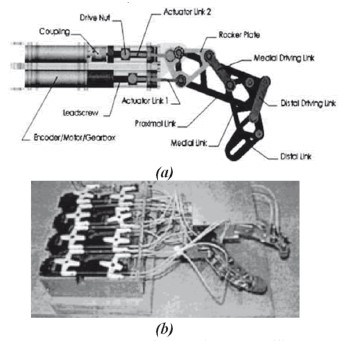 Drive Nut
Actuator Link 2
Coupling
Rocker Plate
Medial Driving Link
Leadscrew
Actuator Link 1
Distal Driving Link
Proximal Link
Encoder/Motor/Gearbox
Medial Link
Distal Link
(a)
(b)